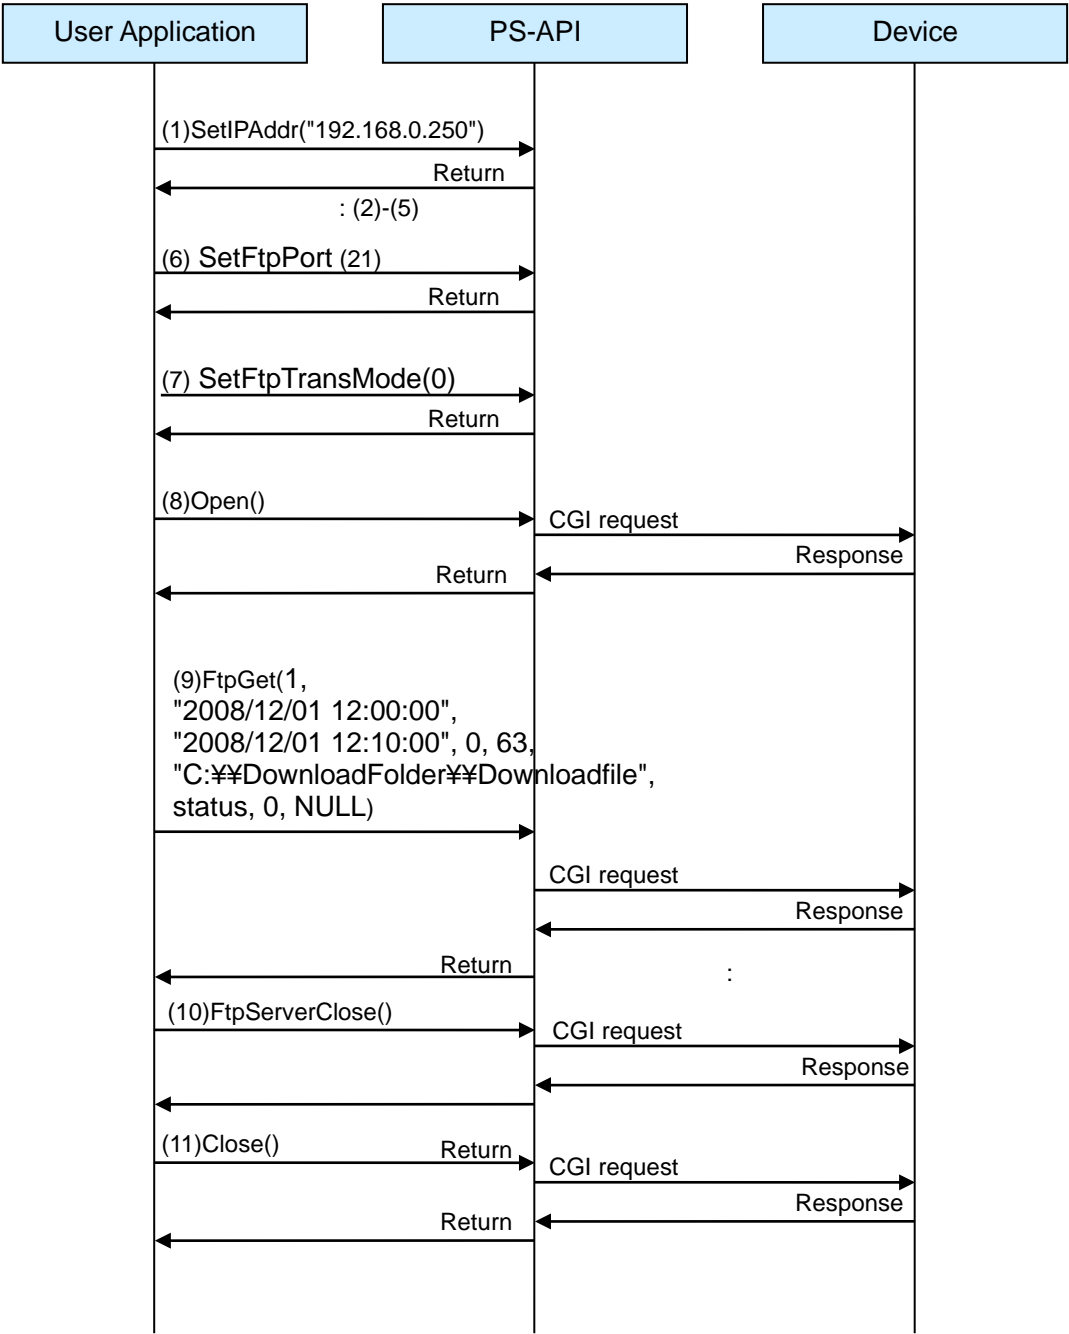 User Application
PS-API
Device
(1)SetIPAddr("192.168.0.250")
Return
: (2)-(5)
(6) SetFtpPort (21)
Return
(7) SetFtpTransMode(0)
Return
(8)Open()
CGI request
Response
Return
(9)FtpGet(1,
"2008/12/01 12:00:00",
"2008/12/01 12:10:00", 0, 63,
"C:¥¥DownloadFolder¥¥Downloadfile",
status, 0, NULL)
CGI request
Response
Return
:
(10)FtpServerClose()
CGI request
Response
(11)Close()
Return
CGI request
Response
Return